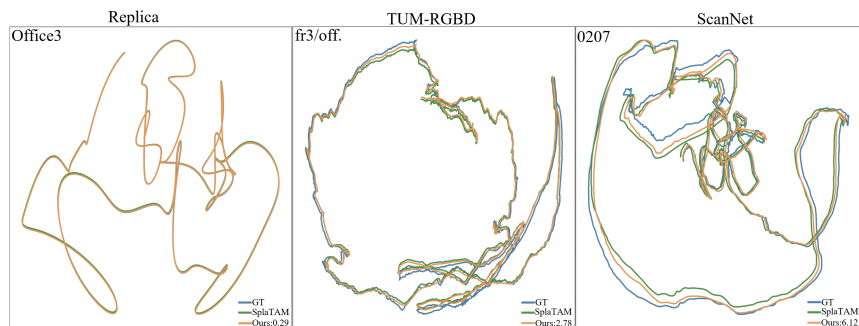 Replica
TUM-RGBD
ScanNet
Office3
fr3/off.
0207
GT
SplaTAM
Ours:0.29
GT
SplaTAM
Ours:2.78
GT
SplaTAM
Ours:6.12